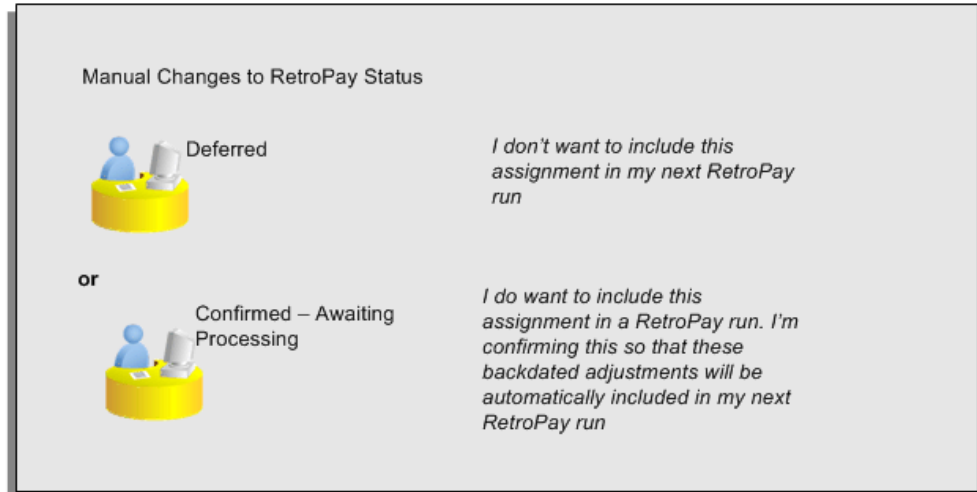 Manual Changes to RetroPay Status
Deferred
I don't want to include this
assignment in my next RetroPay
run
or
Confirmed – Awaiting
Processing
I do want to include this
assignment in a RetroPay run. I'm
confirming this so that these
backdated adjustments will be
automatically included in my next
RetroPay run